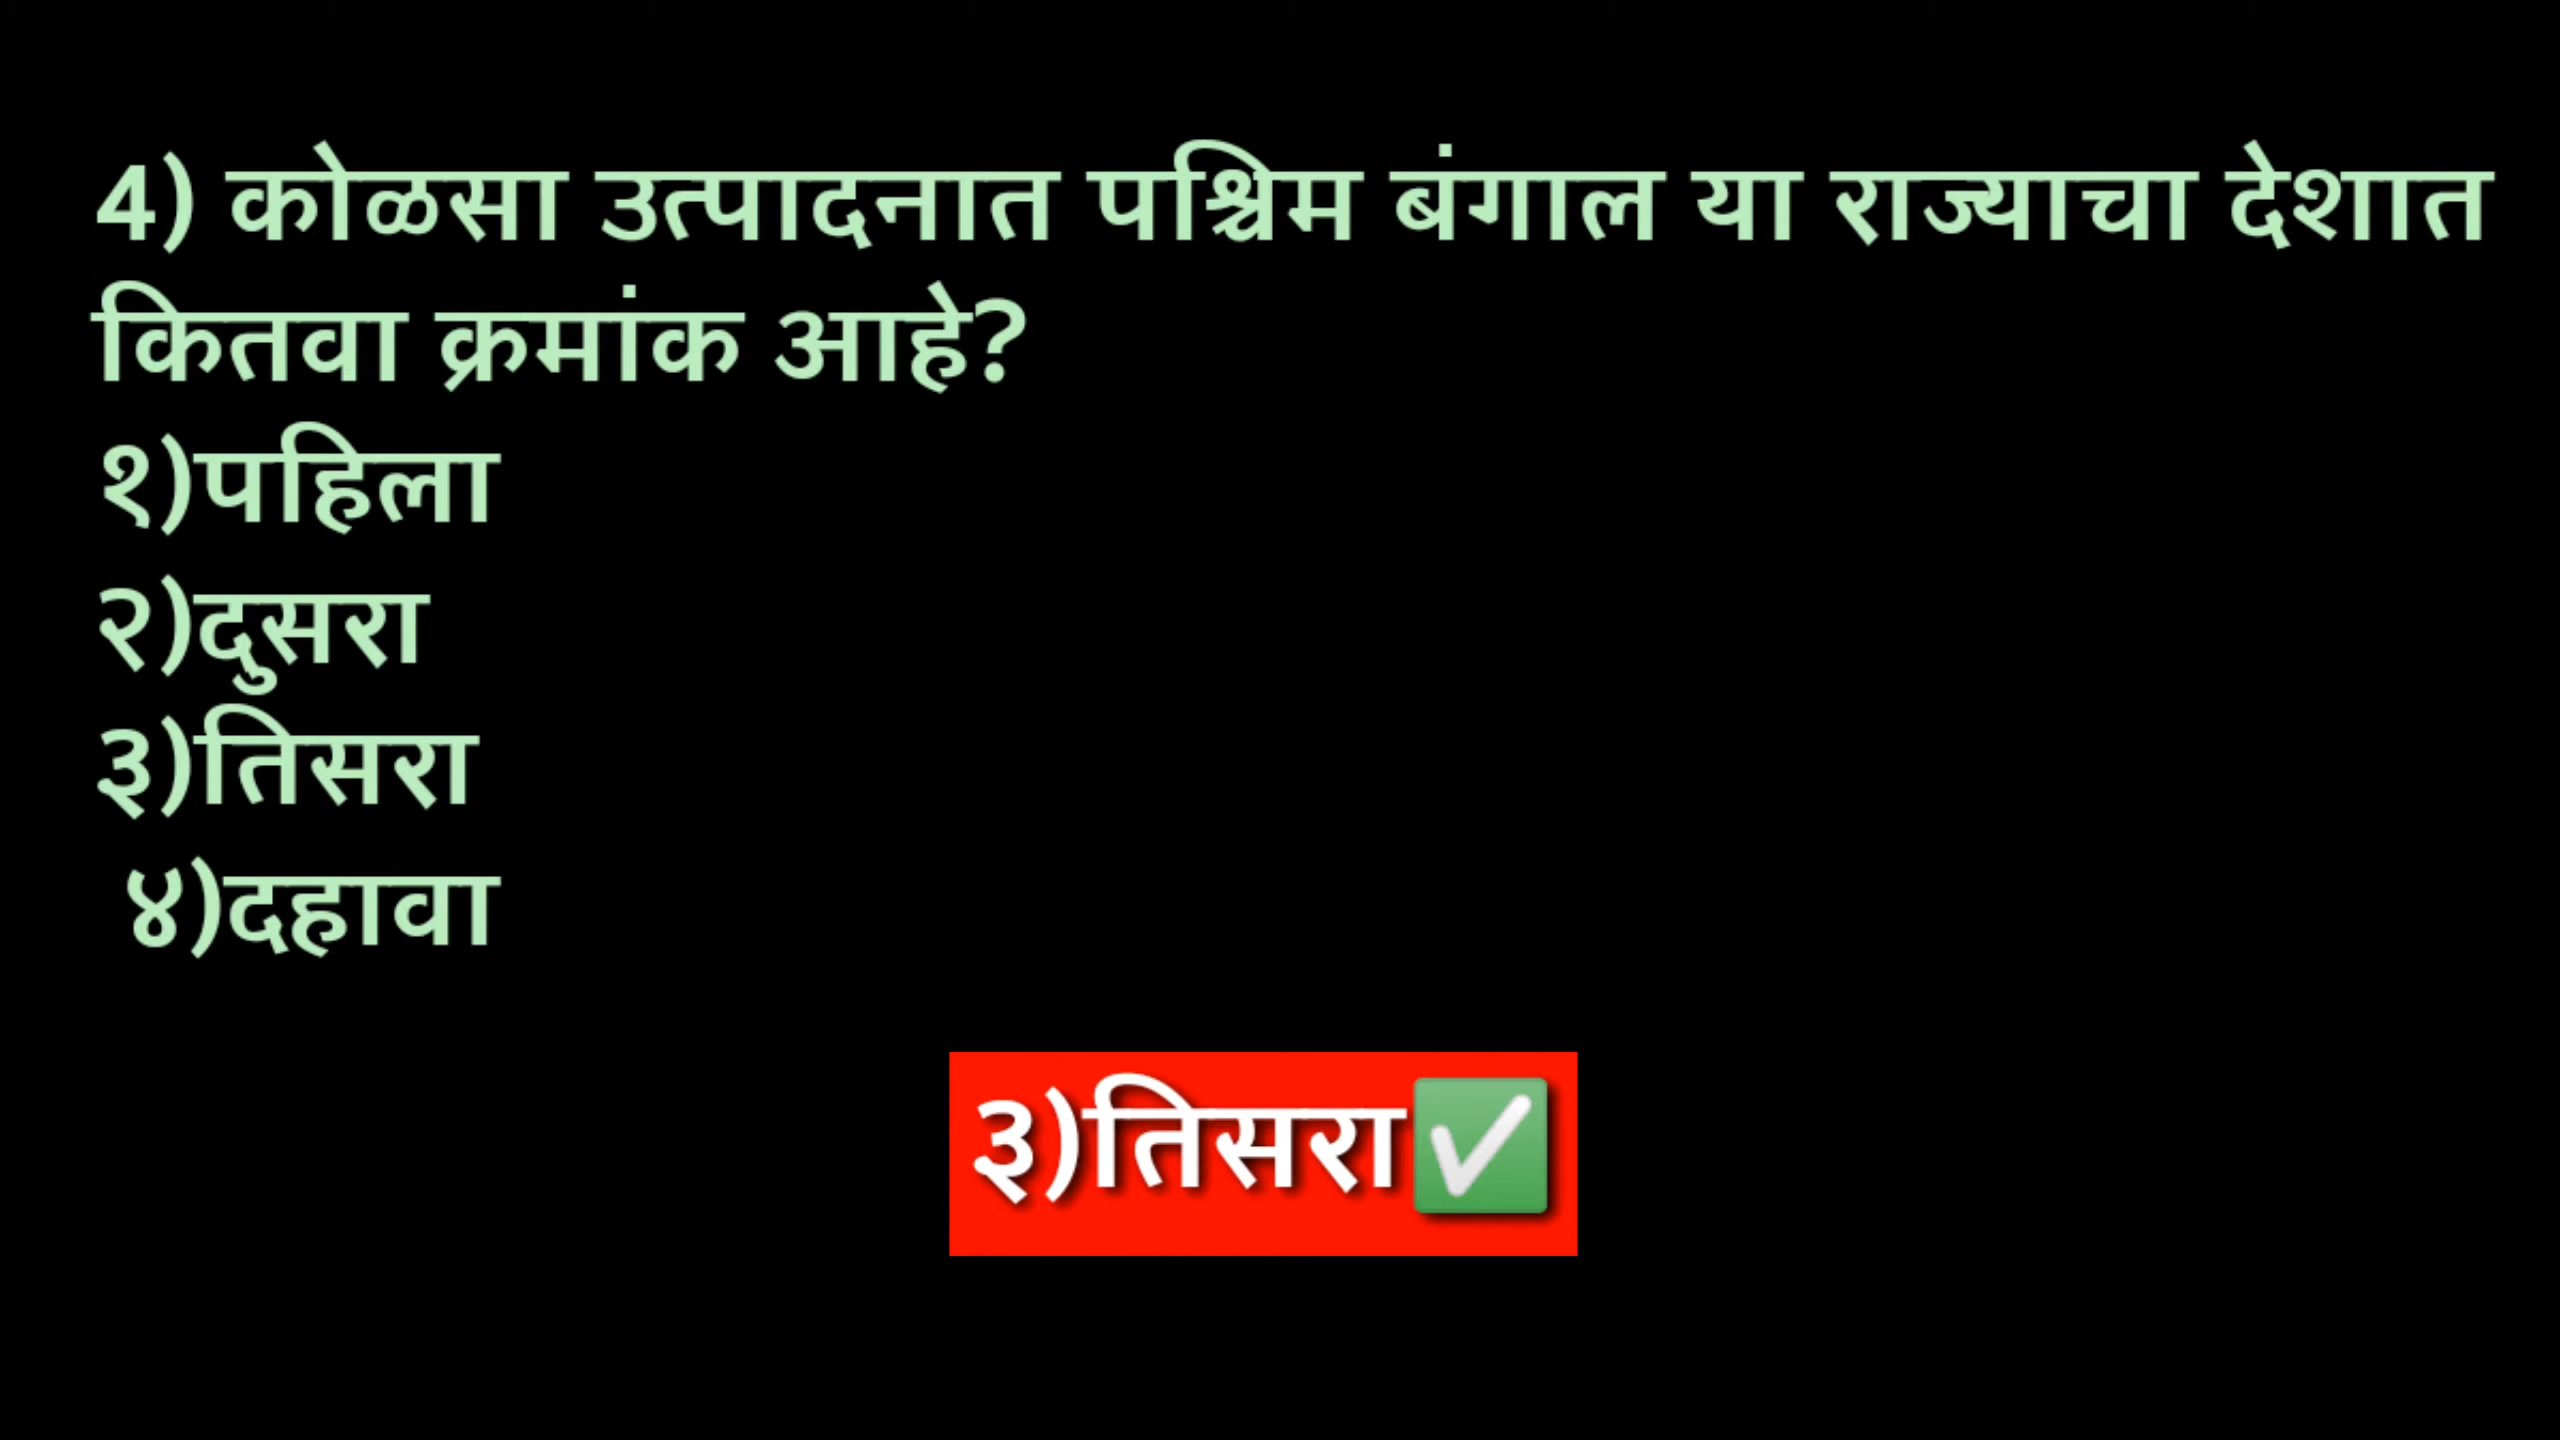 4) कोळसा उत्पादनात पश्चिम बंगाल या राज्याचा देशात
कितवा क्रमांक आहे?
१)पहिला
२)दुसरा
३)तिसरा
४)दहावा
३)तिसरा✅